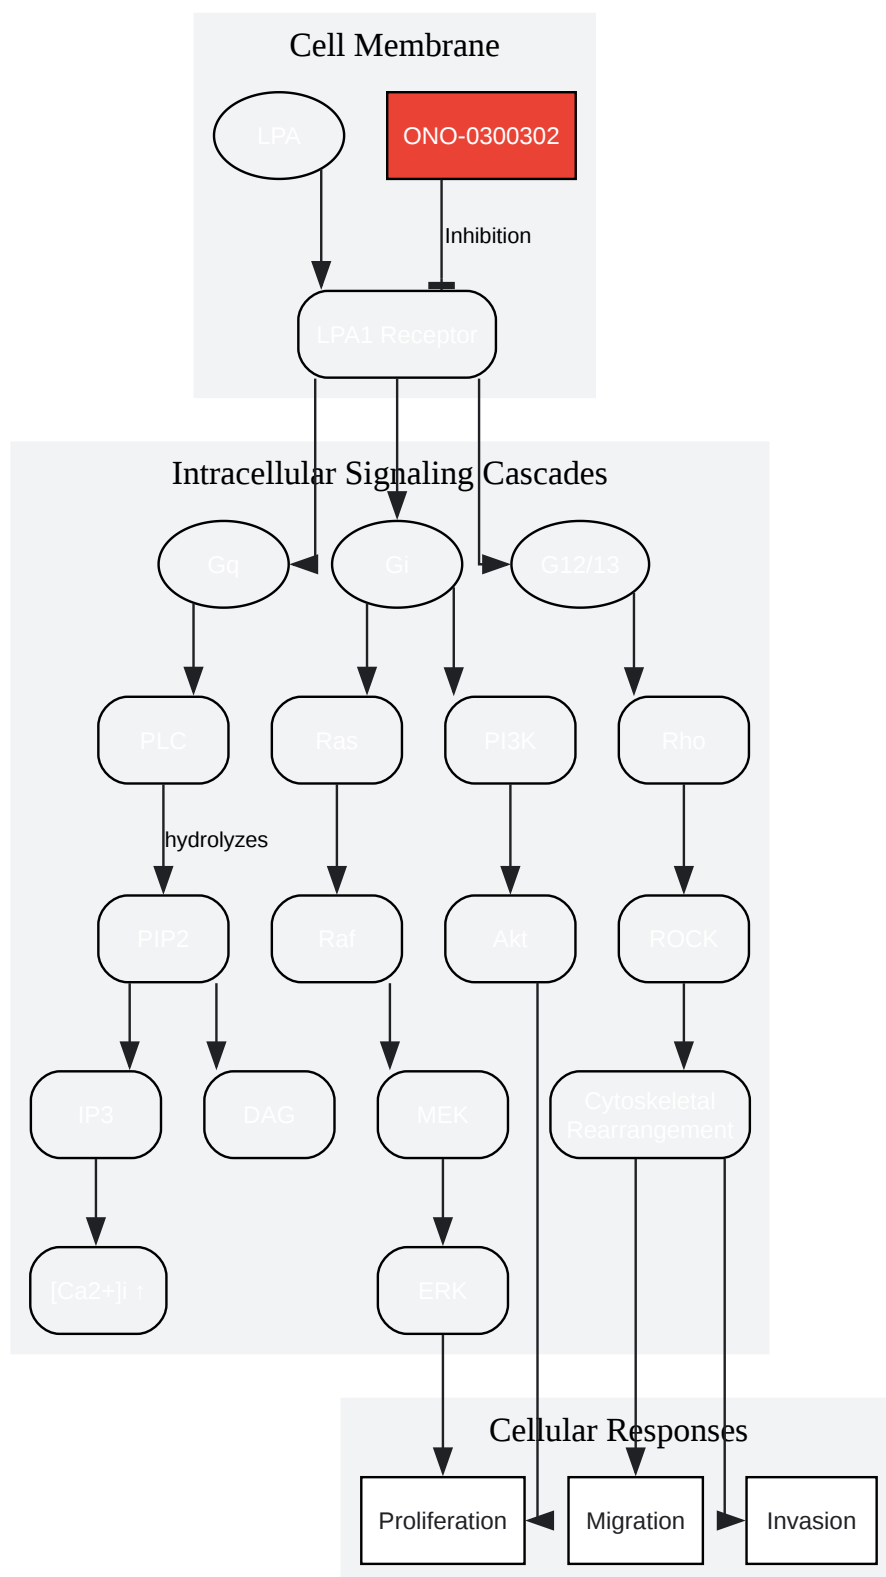 Cell Membrane
LPA
ONO-0300302
Inhibition
LPA1 Receptor
Intracellular Signaling Cascades
Gq
Gi
G12/13
PLC
Ras
PI3K
Rho
hydrolyzes
PIP2
Raf
Akt
ROCK
IP3
DAG
MEK
Cytoskeletal
Rearrangement
[Ca2+]i ↑
ERK
Cellular Responses
Proliferation
Migration
Invasion